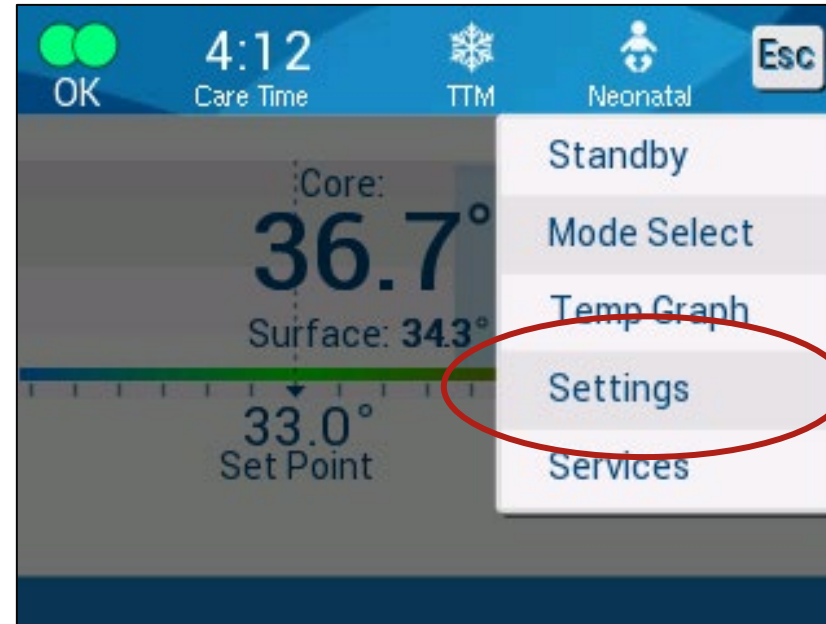 OK
4:12
Care Time
TTM
Neonatal
Esc
Core:
36.7°
Surface: 34.3°
33.0°
Set Point
Standby
Mode Select
Temp Graph
Settings
Services